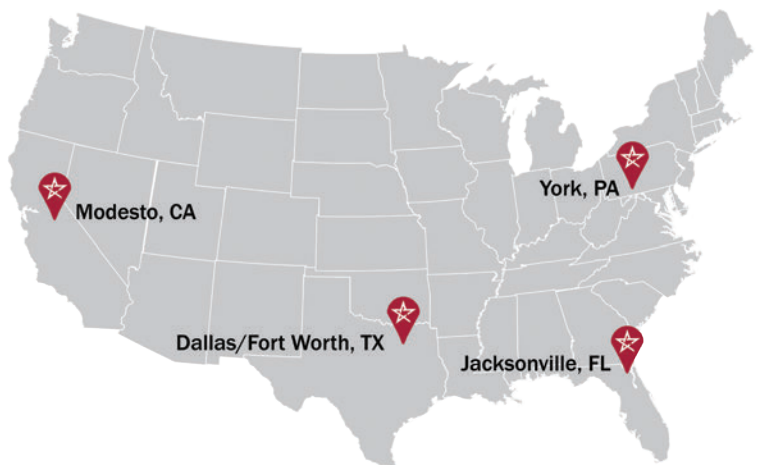 York, PA
Modesto, CA
Dallas/Fort Worth, TX
Jacksonville, FL